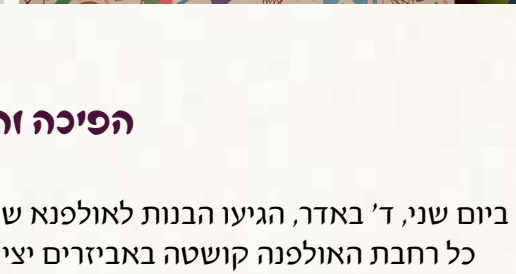 הפיכה
ביום שני, ד' באדר, הגיעו הבנות לאולפנא
כל רחבת האולפנה קושטה באביזרים